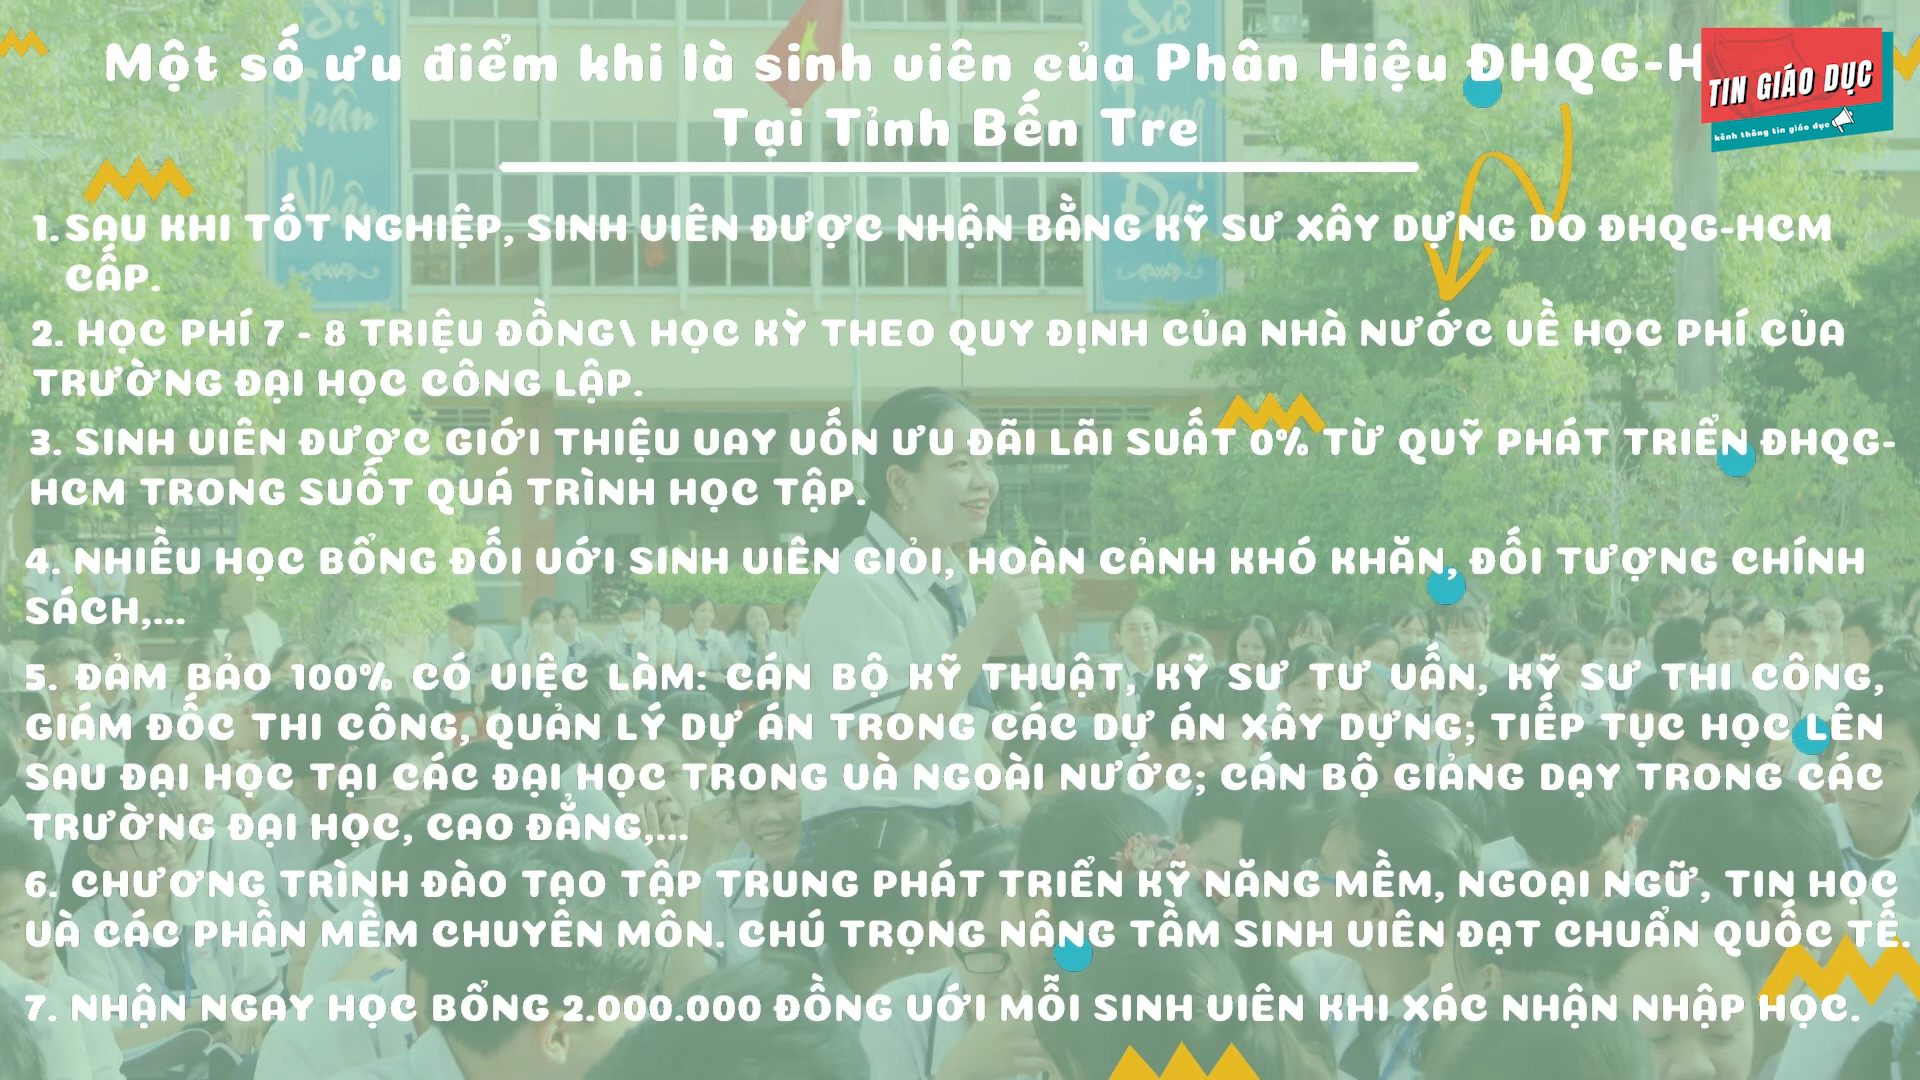 Một số ưu điểm khi là sinh viên của Phân Hiệu ĐHQG-H
Tại Tỉnh Bến Tre
TIN GIÁO DỤC
kênh thông tin giáo dục
1. SAU KHI TỐT NGHIỆP, SINH VIÊN ĐƯỢC NHẬN BẰNG KỸ SƯ XÂY DỰNG DO ĐHQG-HCM
CẤP.
2. HỌC PHÍ 7 - 8 TRIỆU ĐỒNG\ HỌC KỲ THEO QUY ĐỊNH CỦA NHÀ NƯỚC VỀ HỌC PHÍ CỦA
TRƯỜNG ĐẠI HỌC CÔNG LẬP.
3. SINH VIÊN ĐƯỢC GIỚI THIỆU VAY VỐN ƯU ĐÃI LÃI SUẤT 0% TỪ QUỸ PHÁT TRIỂN ĐHQG-
HCM TRONG SUỐT QUÁ TRÌNH HỌC TẬP.
4. NHIỀU HỌC BỔNG ĐỐI VỚI SINH VIÊN GIỎI, HOÀN CẢNH KHÓ KHĂN, ĐỐI TƯỢNG CHÍNH
SÁCH,...
5. ĐẢM BẢO 100% CÓ VIỆC LÀM: CÁN BỘ KỸ THUẬT, KỸ SƯ TƯ VẤN, KỸ SƯ THI CÔNG,
GIÁM ĐỐC THI CÔNG, QUẢN LÝ DỰ ÁN TRONG CÁC DỰ ÁN XÂY DỰNG; TIẾP TỤC HỌC LÊN
SAU ĐẠI HỌC TẠI CÁC ĐẠI HỌC TRONG VÀ NGOÀI NƯỚC; CÁN BỘ GIẢNG DẠY TRONG CÁC
TRƯỜNG ĐẠI HỌC, CAO ĐẲNG,...
6. CHƯƠNG TRÌNH ĐÀO TẠO TẬP TRUNG PHÁT TRIỂN KỸ NĂNG MỀM, NGOẠI NGỮ, TIN HỌC
VÀ CÁC PHẦN MỀM CHUYÊN MÔN. CHÚ TRỌNG NÂNG TẦM SINH VIÊN ĐẠT CHUẨN QUỐC TẾ.
7. NHẬN NGAY HỌC BỔNG 2.000.000 ĐỒNG VỚI MỖI SINH VIÊN KHI XÁC NHẬN NHẬP HỌC.